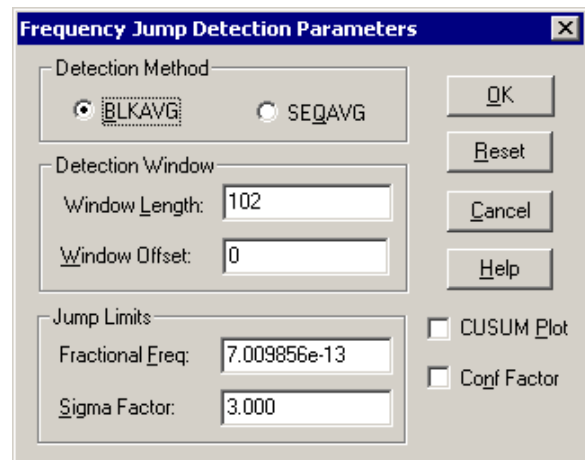 Frequency Jump Detection Parameters
Detection Method
BLKAVG
SEQAVG
OK
Reset
Cancel
Help
Detection Window
Window Length: 102
Window Offset: 0
Jump Limits
Fractional Freq: 7.009856e-13
Sigma Factor: 3.000
CUSUM Plot
Conf Factor